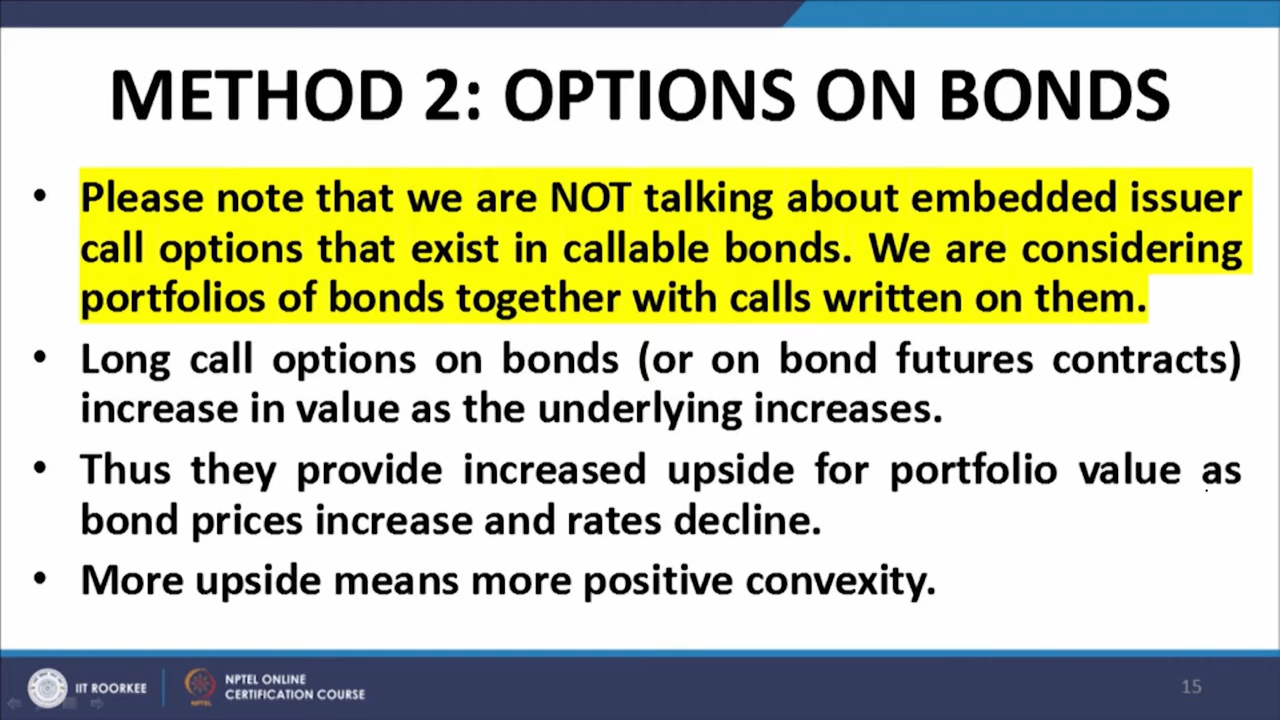 METHOD 2: OPTIONS ON BONDS
• Please note that we are NOT talking about embedded issuer
call options that exist in callable bonds. We are considering
portfolios of bonds together with calls written on them.
• Long call options on bonds (or on bond futures contracts)
increase in value as the underlying increases.
• Thus they provide increased upside for portfolio value as
bond prices increase and rates decline.
• More upside means more positive convexity.
IIT ROORKEE
NPTEL ONLINE
CERTIFICATION COURSE
NPTEL
15